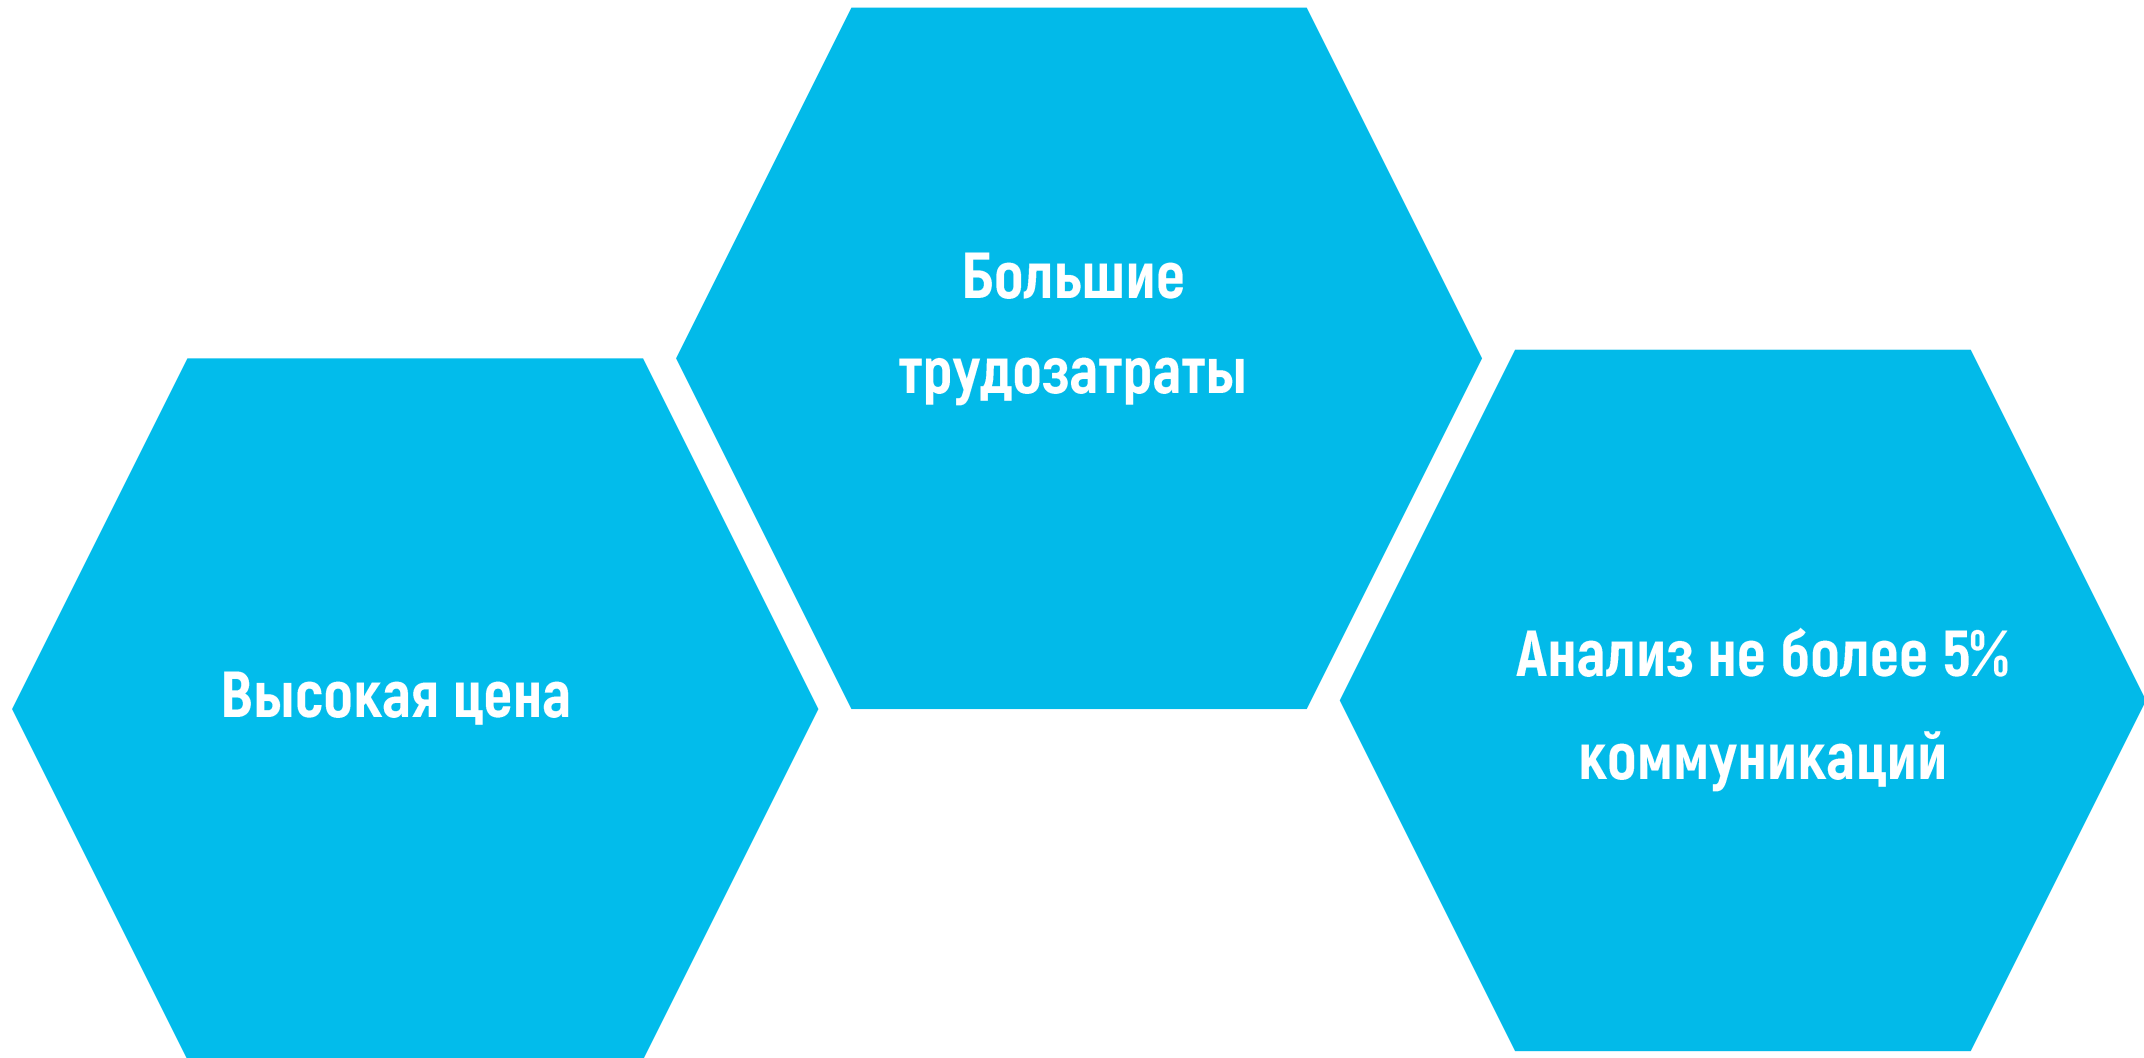 Большие
трудозатраты
Высокая цена
Анализ не более 5%
коммуникаций